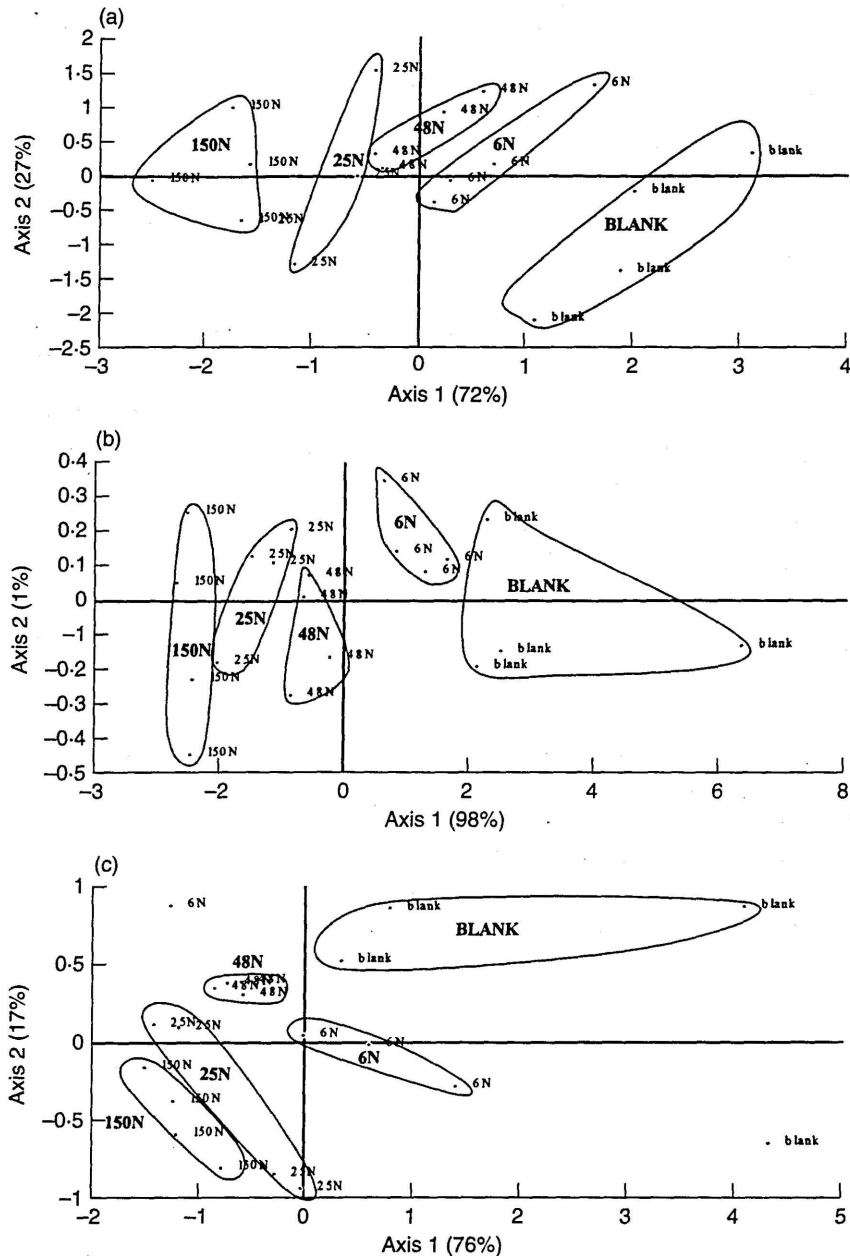 (a)
2
1.5
1
0.5
0
−0.5
−1
−1.5
−2
−2.5
Axis 2 (27%)
25N
150N
48N
6N
48N
150N
48N
6N
25N
48N
6N
150N
150N
48N
6N
6N
25N
150N
25N
25N
blank
blank
BLANK
blank
blank
−3
−2
−1
0
1
2
3
4
Axis 1 (72%)
(b)
0·4
0.3
0.2
0.1
0
−1
−0.2
−0.3
−0.4
−0.5
Axis 2 (1%)
150N
25N
6N
blank
25N
25N
6N
6N
6N
6N
150N
48N
48N
BLANK
25N
48N
150N
25N
48N
150N
48N
150N
blank
blank
blank
−3
−2
0
2
4
6
8
Axis 1 (98%)
(c)
1
0.5
0
−0.5
−1
Axis 2 (17%)
6N
blank
blank
BLANK
blank
48N
48N
48N
48N
48N
25N
25N
6N
6N
6N
6N
150N
25N
150N
150N
150N
150N
25N
25N
blank
−2
−1
0
1
2
3
4
5
Axis 1 (76%)